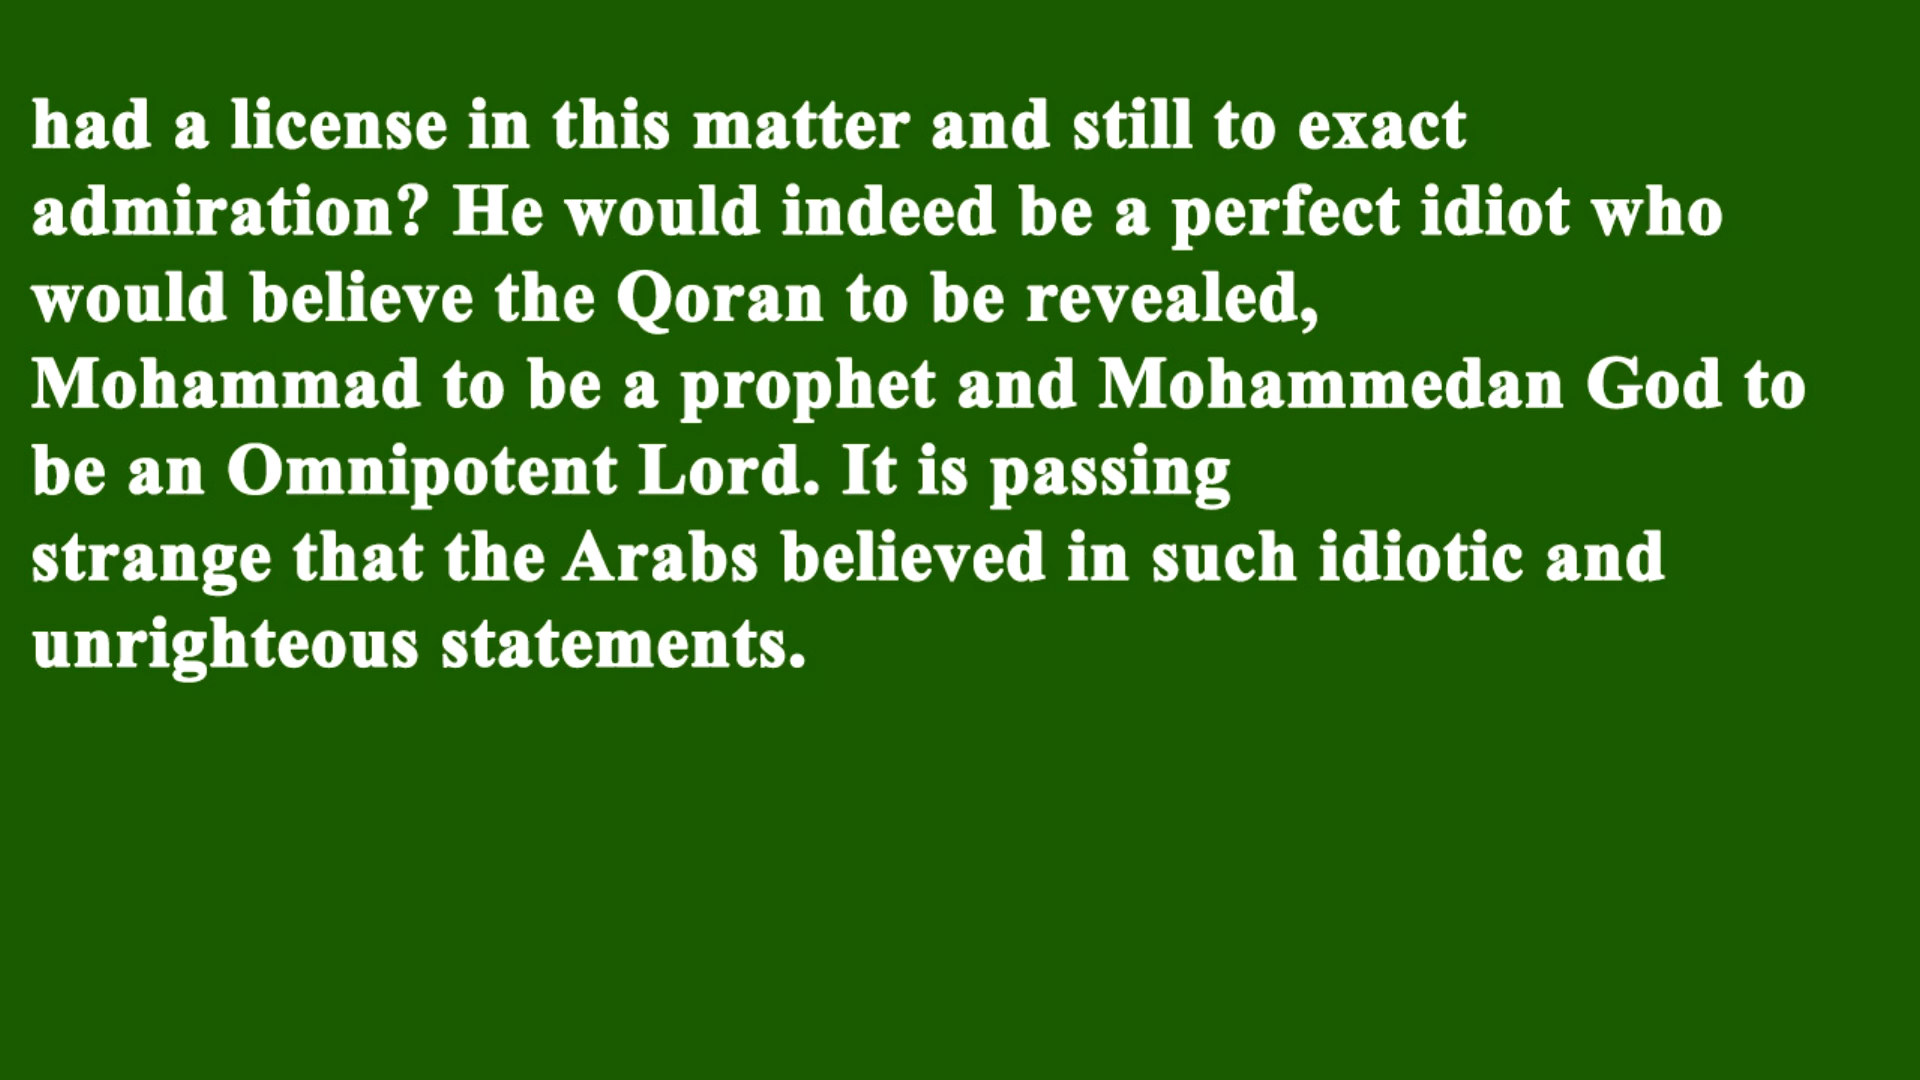 had a license in this matter and still to exact
admiration? He would indeed be a perfect idiot who
would believe the Qoran to be revealed,
Mohammad to be a prophet and Mohammedan God to
be an Omnipotent Lord. It is passing
strange that the Arabs believed in such idiotic and
unrighteous statements.